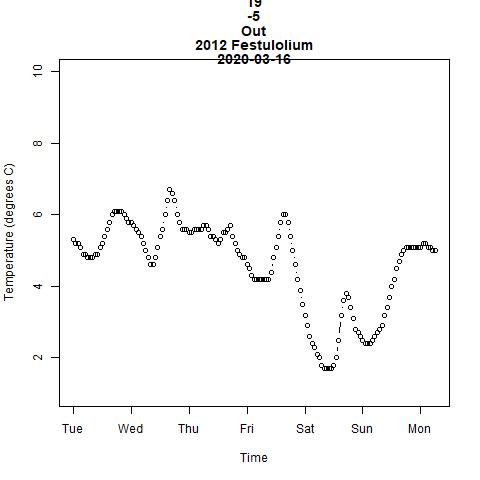 19
-5
Out
2012 Festulolium
2020-03-16
Temperature (degrees C)
10
8
6
4
2
Tue Wed Thu Fri Sat Sun Mon
Time